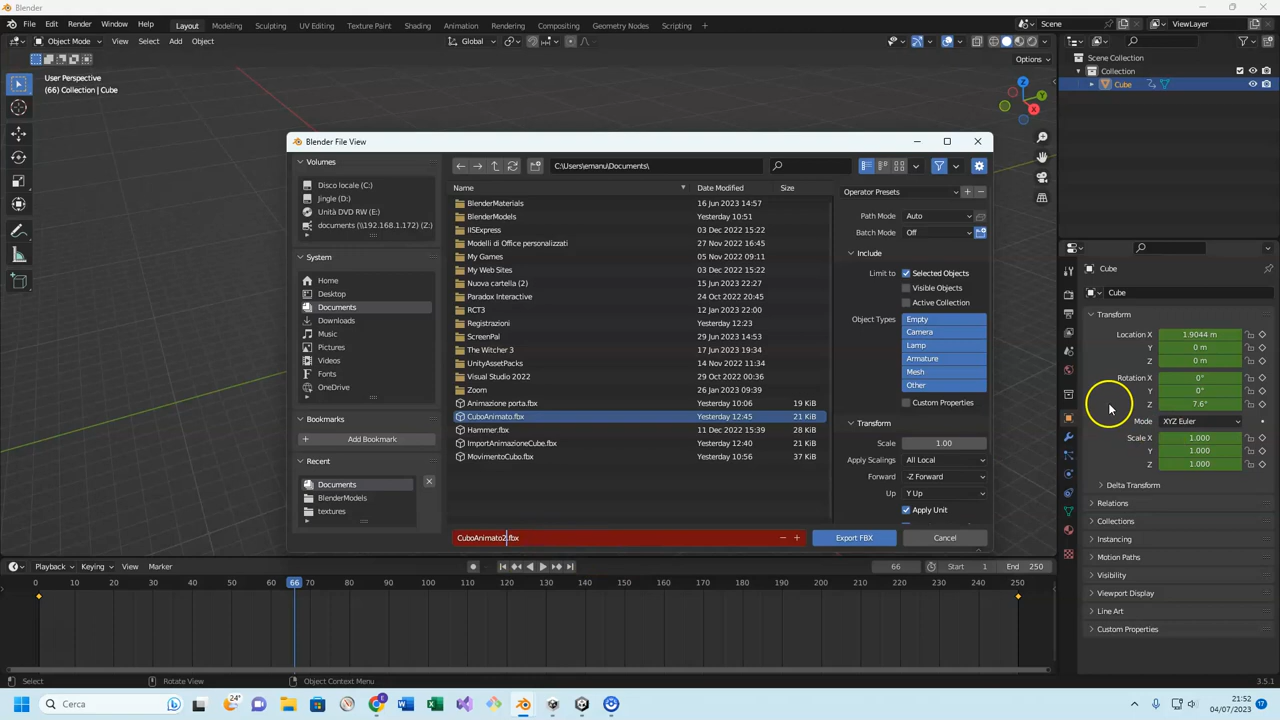 Blender
File Edit Render Window Help Layout Modeling Sculpting UV Editing Texture Paint Shading Animation Rendering Compositing Geometry Nodes Scripting Scene ViewLayer
Object Mode View Select Add Object Global
Options
User Perspective
(66) Collection | Cube
X
Y
Z
Scene Collection
Collection
Cube
Blender File View
Volumes
Disco locale (C:)
Jingle (D:)
Unità DVD RW (E:)
documents (\\192.168.1.172) (Z:)
System
Home
Desktop
Documents
Downloads
Music
Pictures
Videos
Fonts
OneDrive
Bookmarks
Add Bookmark
Recent
Documents
BlenderModels
textures
C:\Users\emanu\Documents\
Name Date Modified Size
BlenderMaterials 16 Jun 2023 14:57
BlenderModels Yesterday 10:51
IISExpress 03 Dec 2022 15:22
Modelli di Office personalizzati 27 Nov 2022 16:45
My Games 05 Nov 2022 09:11
My Web Sites 03 Dec 2022 15:22
Nuova cartella (2) 15 Jun 2023 22:27
Paradox Interactive 24 Oct 2022 20:45
RCT3 12 Jan 2023 22:00
Registrazioni Yesterday 12:23
ScreenPal 29 Jun 2023 14:53
The Witcher 3 17 Jun 2023 19:34
UnityAssetPacks Yesterday 10:51
Visual Studio 2022 26 Oct 2022 00:36
Zoom 21 Jun 2023 12:54
Animazione porta.fbx Yesterday 10:06 19 KiB
CuboAnimato.fbx Yesterday 12:45 21 KiB
Hammer.fbx 11 Dec 2022 15:39 28 KiB
ImportAnimazioneCube.fbx Yesterday 12:40 21 KiB
MovimentoCubo.fbx Yesterday 10:56 37 KiB
CuboAnimato2.fbx
Export FBX Cancel
Operator Presets
Path Mode Auto
Batch Mode Off
Include
Limit to Selected Objects
Visible Objects
Active Collection
Object Types Empty
Camera
Lamp
Armature
Mesh
Other
Custom Properties
Transform
Scale 1.00
Apply Scalings All Local
Forward -Z Forward
Up Y Up
Apply Unit
Cube
Cube
Transform
Location X 1.9044 m
Y 0 m
Z 0 m
Rotation X 0°
Y 0°
7.6°
Mode XYZ Euler
Scale X 1.000
Y 1.000
Z 1.000
Delta Transform
Relations
Collections
Instancing
Motion Paths
Visibility
Viewport Display
Line Art
Custom Properties
Playback Keying View Marker 66 Start 1 End 250
0 10 20 30 40 50 66 70 80 90 100 110 120 130 140 150 160 170 180 190 200 210 220 230 240 250
Select Rotate View Object Context Menu 3.5.1
Cerca
24°
21:52
04/07/2023